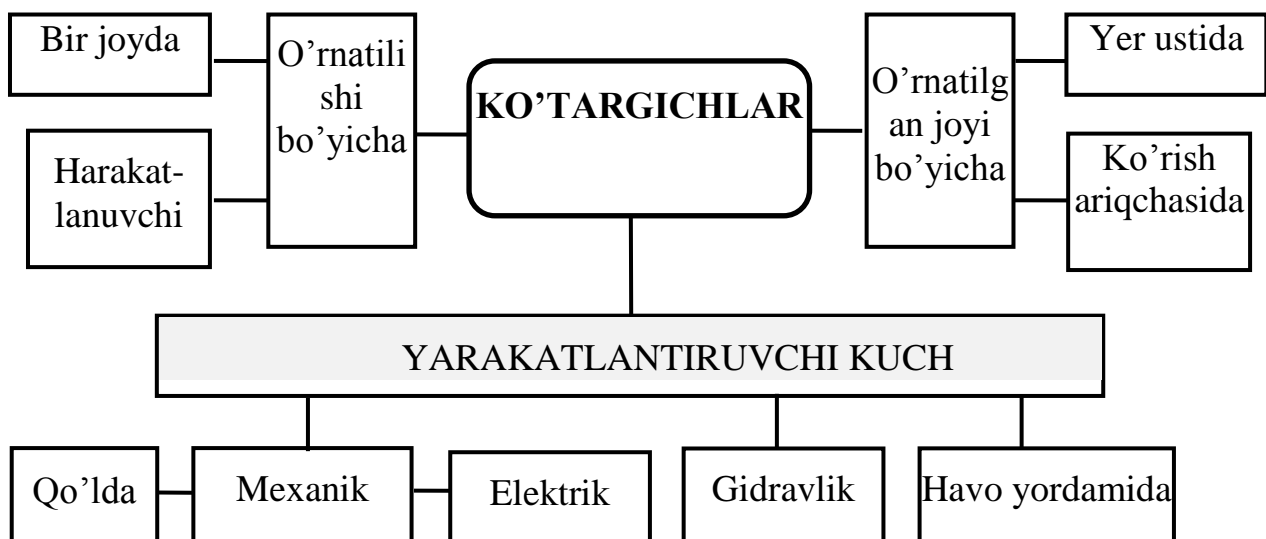 Bir joyda
Harakat-
lanuvchi
O’rnatili
shi
bo’yicha
KO’TARGICHLAR
O’rnatilg
an joyi
bo’yicha
Yer ustida
Ko’rish
ariqchasida
YARAKATLANTIRUVCHI KUCH
Qo’lda
Mexanik
Elektrik
Gidravlik
Havo yordamida